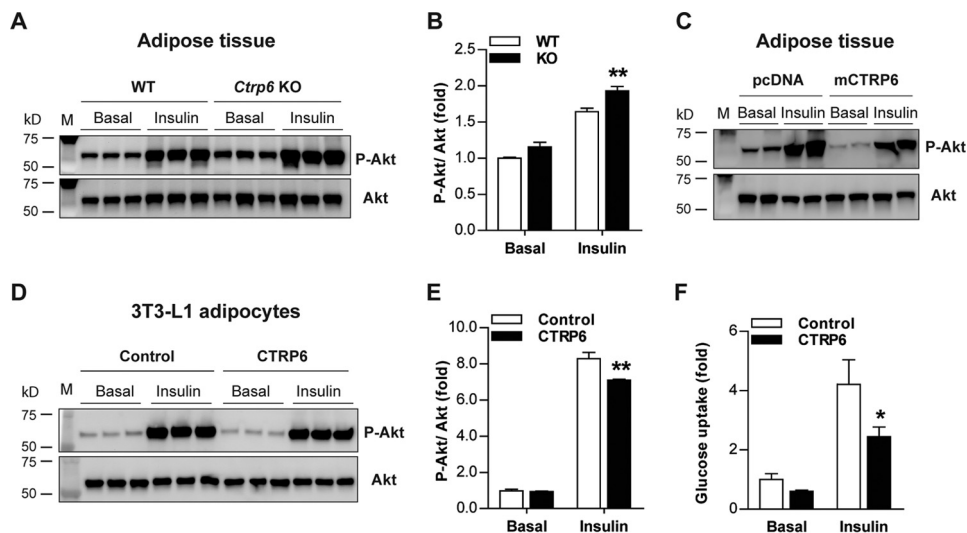 A
Adipose tissue
WT Ctrp6 KO
kD M Basal Insulin Basal Insulin
75
50
P-Akt
75
50
Akt
B
WT
KO
P-Akt/ Akt (fold)
2.5
2.0
1.5
1.0
0.5
0.0
**
Basal Insulin
C
Adipose tissue
pcDNA mCTRP6
kD M Basal Insulin Basal Insulin
75
50
P-Akt
75
50
Akt
D
3T3-L1 adipocytes
Control CTRP6
kD M Basal Insulin Basal Insulin
75
50
P-Akt
75
50
Akt
E
Control
CTRP6
P-Akt/ Akt (fold)
10.0
8.0
6.0
4.0
2.0
0.0
**
Basal Insulin
F
Control
CTRP6
Glucose uptake (fold)
6
4
2
0
*
Basal Insulin